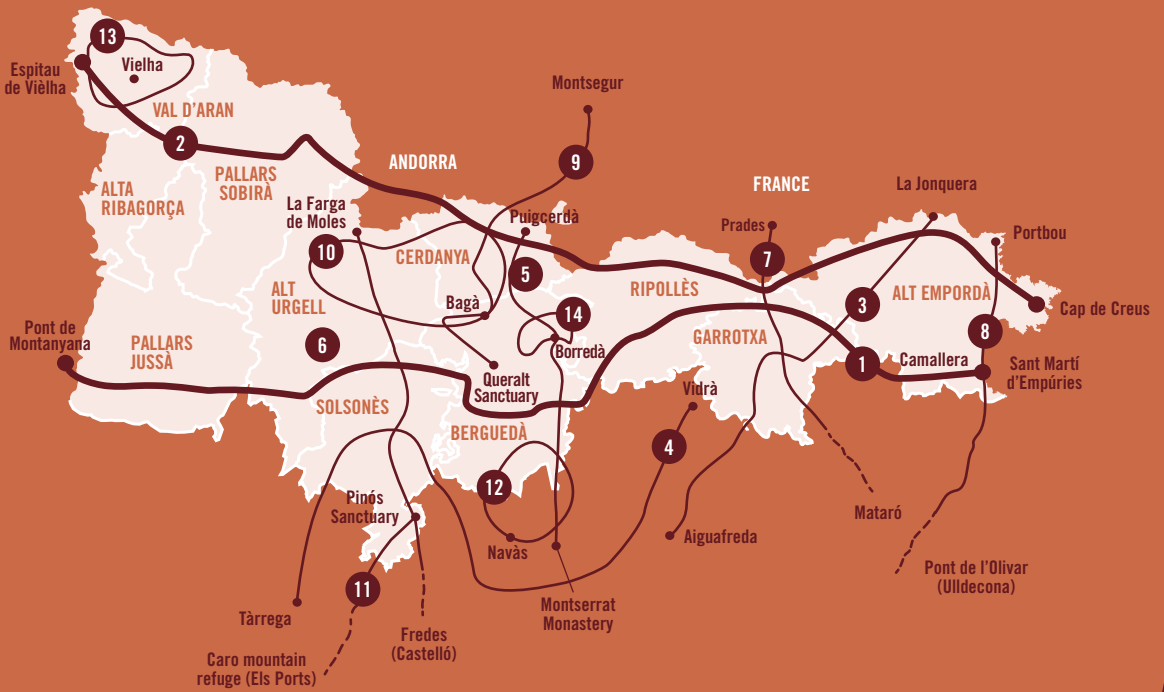 13
Vielha
Espitau
de Vièlha
VAL D'ARAN
2
Montsegur
ANDORRA
9
PALLARS
SOBIRÀ
ALTA
RIBAGORÇA
FRANCE
La Jonquera
La Farga
de Moles
Puigcerdà
Prades
Portbou
10
CERDANYA
5
7
ALT
URGELL
Bagà
RIPOLLÈS
3
ALT EMPORDÀ
Cap de Creus
14
Pont de
Montanyana
PALLARS
JUSSÀ
6
Borredà
GARROTXA
8
1
Camallera
Sant Martí
d'Empúries
Queralt
Sanctuary
Vidrà
SOLSONÈS
BERGUEDÀ
4
12
Pinós
Sanctuary
Mataró
Navàs
Aiguafreda
Pont de l'Olivar
(Ulldecona)
11
Montserrat
Monastery
Tàrrega
Fredes
(Castelló)
Caro mountain
refuge (Els Ports)